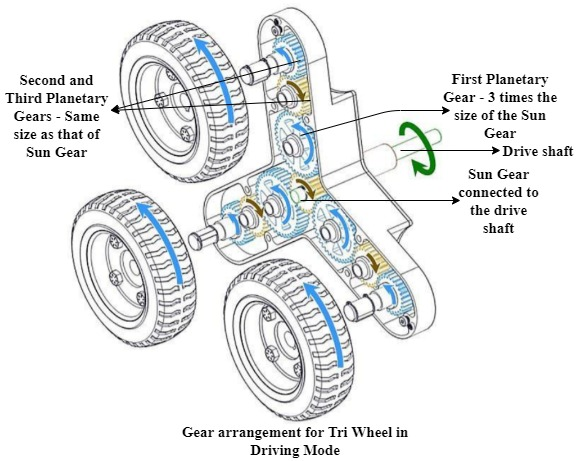 Second and
Third Planetary
Gears - Same
size as that of
Sun Gear
First Planetary
Gear - 3 times the
size of the Sun
Gear
Drive shaft
Sun Gear
connected to
the drive
shaft
Gear arrangement for Tri Wheel in
Driving Mode